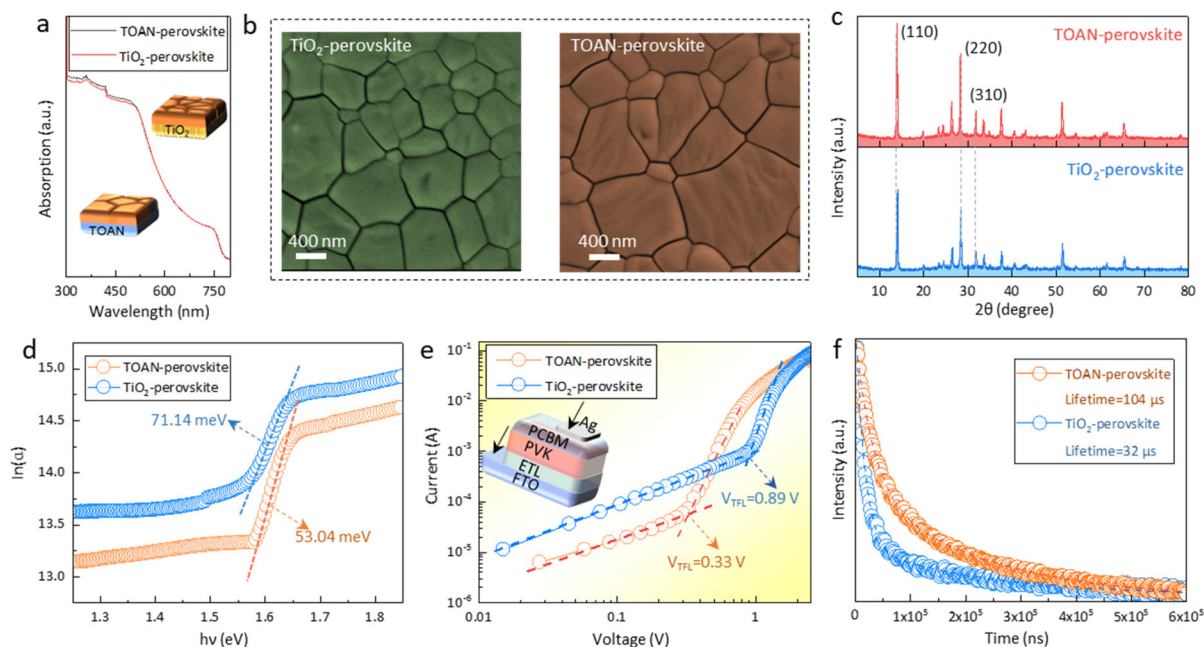 a
TOAN-perovskite
TiO₂-perovskite
TiO₂
TOAN
Absorption (a.u.)
300 450 600 750
Wavelength (nm)
b
TiO₂-perovskite
400 nm
TOAN-perovskite
400 nm
c
(110)
(220)
(310)
TOAN-perovskite
TiO₂-perovskite
Intensity (a.u.)
10 20 30 40 50 60 70 80
2θ (degree)
d
TOAN-perovskite
TiO₂-perovskite
71.14 meV
53.04 meV
ln(α)
15.0
14.5
14.0
13.5
13.0
1.3 1.4 1.5 1.6 1.7 1.8
hν (eV)
e
TOAN-perovskite
TiO₂-perovskite
Ag
PCBM
PVK
ETL
FTO
V_TFL=0.89 V
V_TFL=0.33 V
Current (A)
10⁻¹
10⁻²
10⁻³
10⁻⁴
10⁻⁵
10⁻⁶
0.01 0.1 1
Voltage (V)
f
TOAN-perovskite
Lifetime=104 μs
TiO₂-perovskite
Lifetime=32 μs
Intensity (a.u.)
0 1x10⁵ 2x10⁵ 3x10⁵ 4x10⁵ 5x10⁵ 6x10⁵
Time (ns)